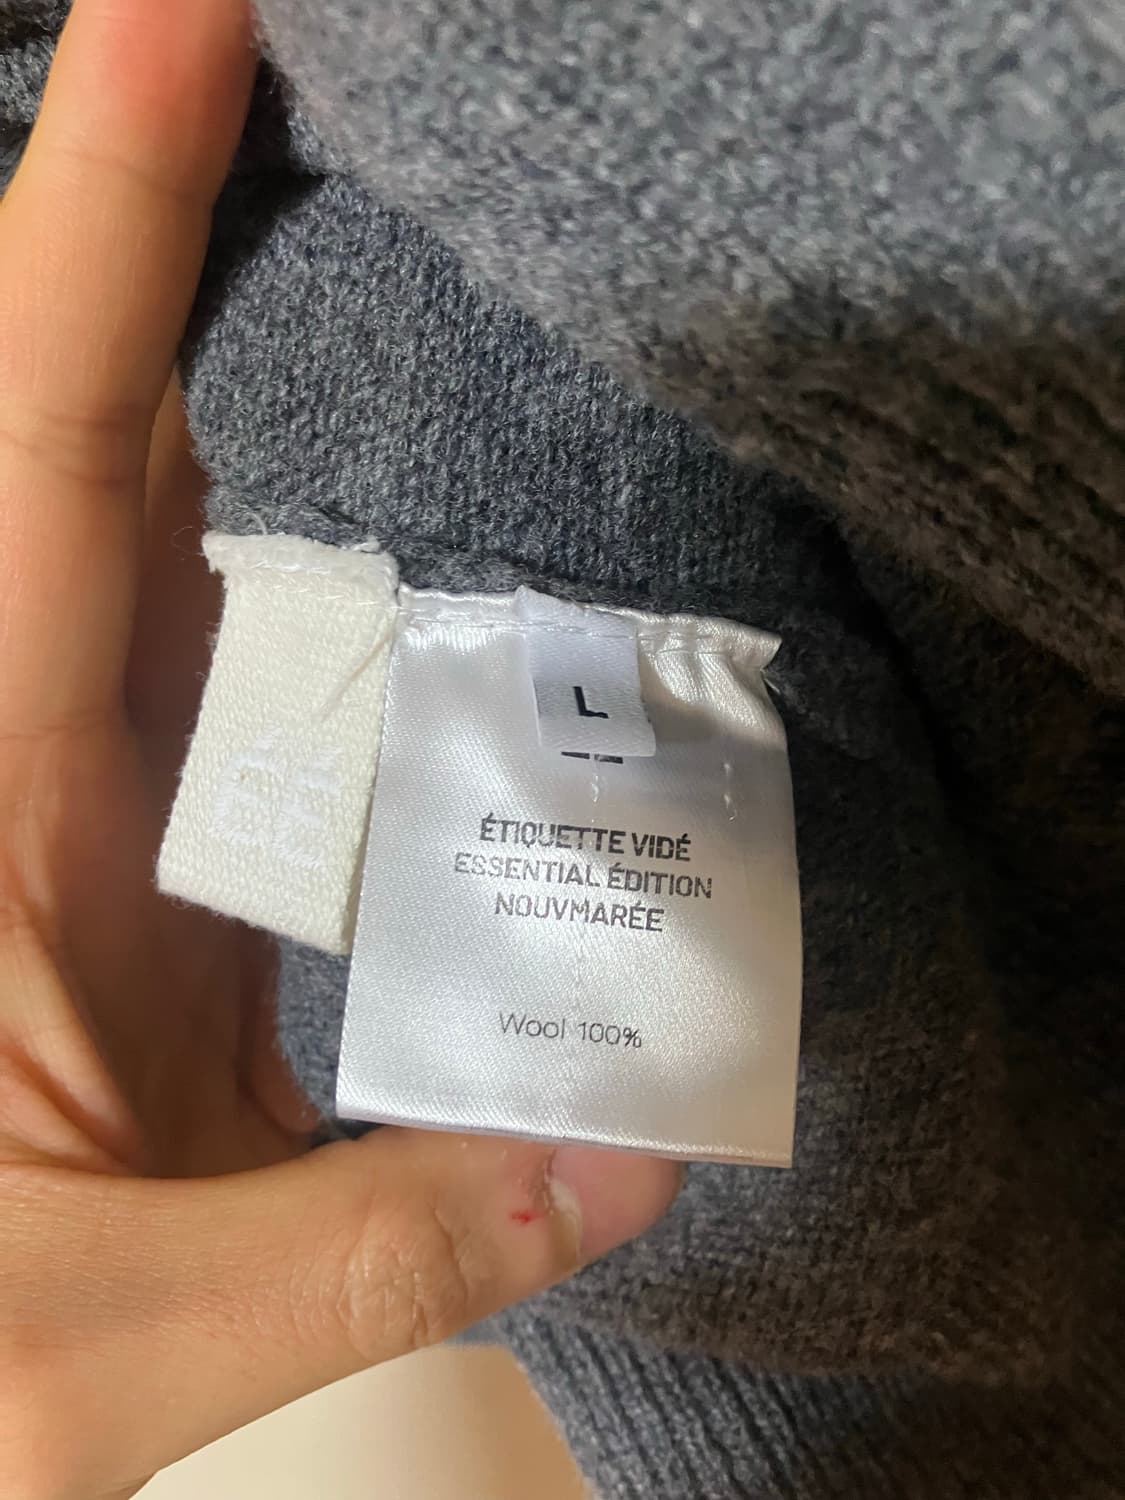 L
ÉTIQUETTE VIDÉ
ESSENTIAL ÉDITION
NOUVMARÉE
Wool 100%